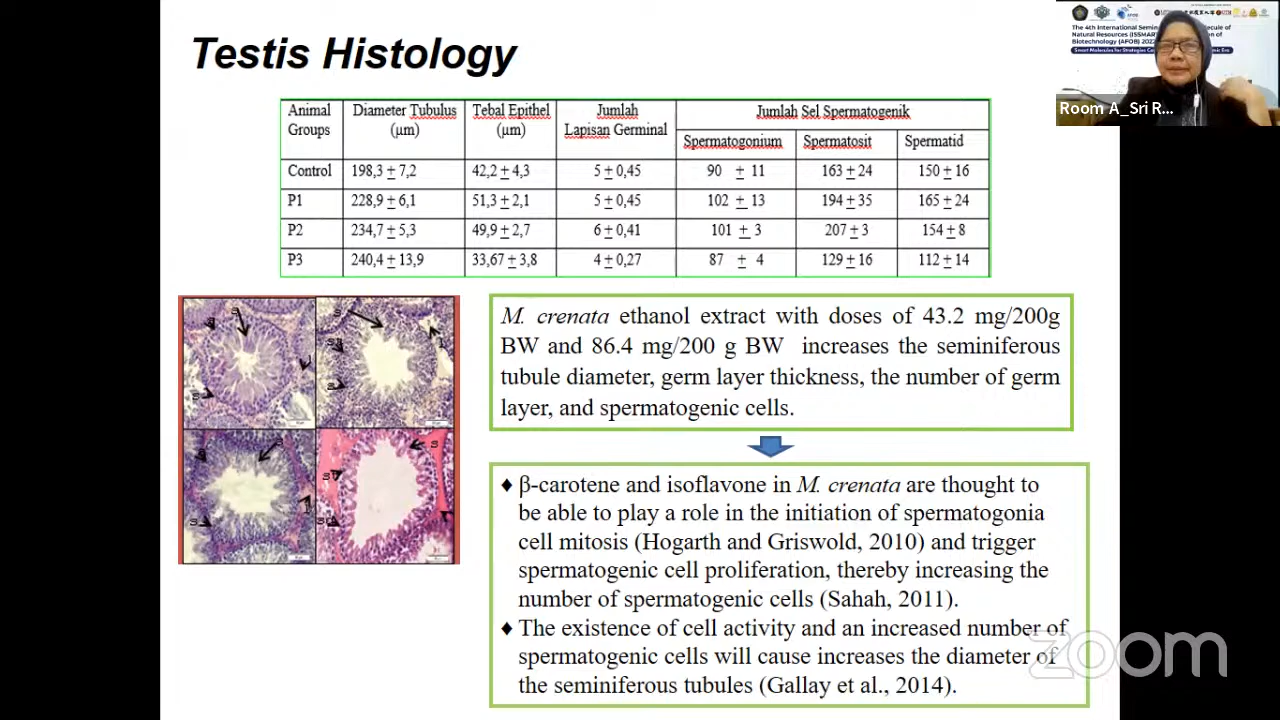 Testis Histology
Animal Groups | Diameter Tubulus (µm) | Tebal Epithel (µm) | Jumlah Lapisan Germinal | Jumlah Sel Spermatogenik
Spermatogonium | Spermatosit | Spermatid
Control | 198,3 ± 7,2 | 42,2 ± 4,3 | 5 ± 0,45 | 90 ± 11 | 163 ± 24 | 150 ± 16
P1 | 228,9 ± 6,1 | 51,3 ± 2,1 | 5 ± 0,45 | 102 ± 13 | 194 ± 35 | 165 ± 24
P2 | 234,7 ± 5,3 | 49,9 ± 2,7 | 6 ± 0,41 | 101 ± 3 | 207 ± 3 | 154 ± 8
P3 | 240,4 ± 13,9 | 33,67 ± 3,8 | 4 ± 0,27 | 87 ± 4 | 129 ± 16 | 112 ± 14
M. crenata ethanol extract with doses of 43.2 mg/200g
BW and 86.4 mg/200 g BW increases the seminiferous
tubule diameter, germ layer thickness, the number of germ
layer, and spermatogenic cells.
♦ β-carotene and isoflavone in M. crenata are thought to
be able to play a role in the initiation of spermatogonia
cell mitosis (Hogarth and Griswold, 2010) and trigger
spermatogenic cell proliferation, thereby increasing the
number of spermatogenic cells (Sahah, 2011).
♦ The existence of cell activity and an increased number of
spermatogenic cells will cause increases the diameter of
the seminiferous tubules (Gallay et al., 2014).
The 4th International
Natural Resources (ISSMAR)
Biotechnology (AFOB)
Room A_Sri R...
zoom